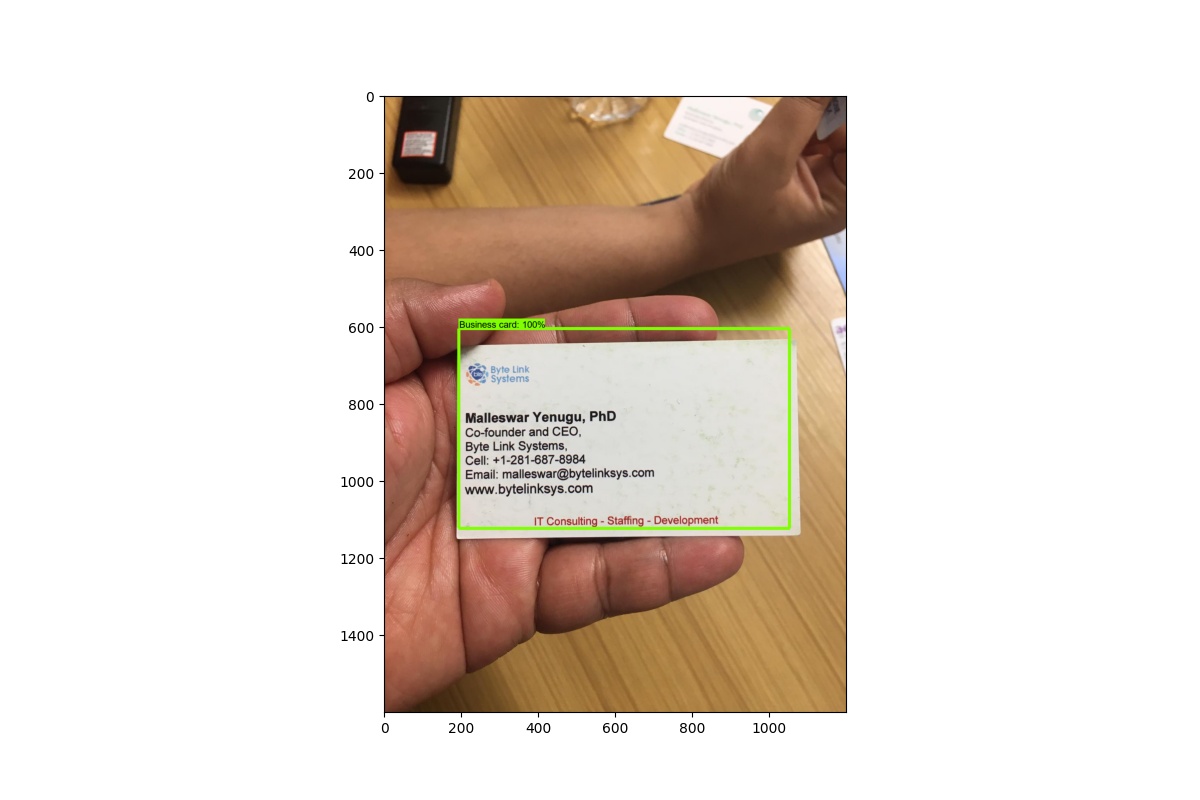 0
200
400
600
800
1000
1200
1400
Business card: 100%
Byte Link
Systems
Malleswar Yenugu, PhD
Co-founder and CEO,
Byte Link Systems,
Cell: +1-281-687-8984
Email: malleswar@bytelinksys.com
www.bytelinksys.com
IT Consulting - Staffing - Development
0 200 400 600 800 1000